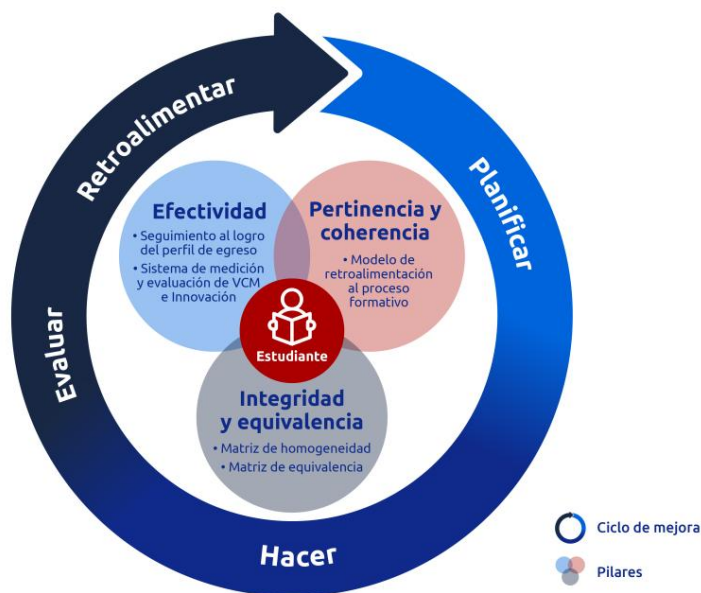 Retroalimentar
Planificar
Evaluar
Hacer
Efectividad
• Seguimiento al logro
del perfil de egreso
• Sistema de medición
y evaluación de VCM
e Innovación
Pertinencia y
coherencia
• Modelo de
retroalimentación
al proceso
formativo
Estudiante
Integridad
y equivalencia
• Matriz de homogeneidad
• Matriz de equivalencia
Ciclo de mejora
Pilares